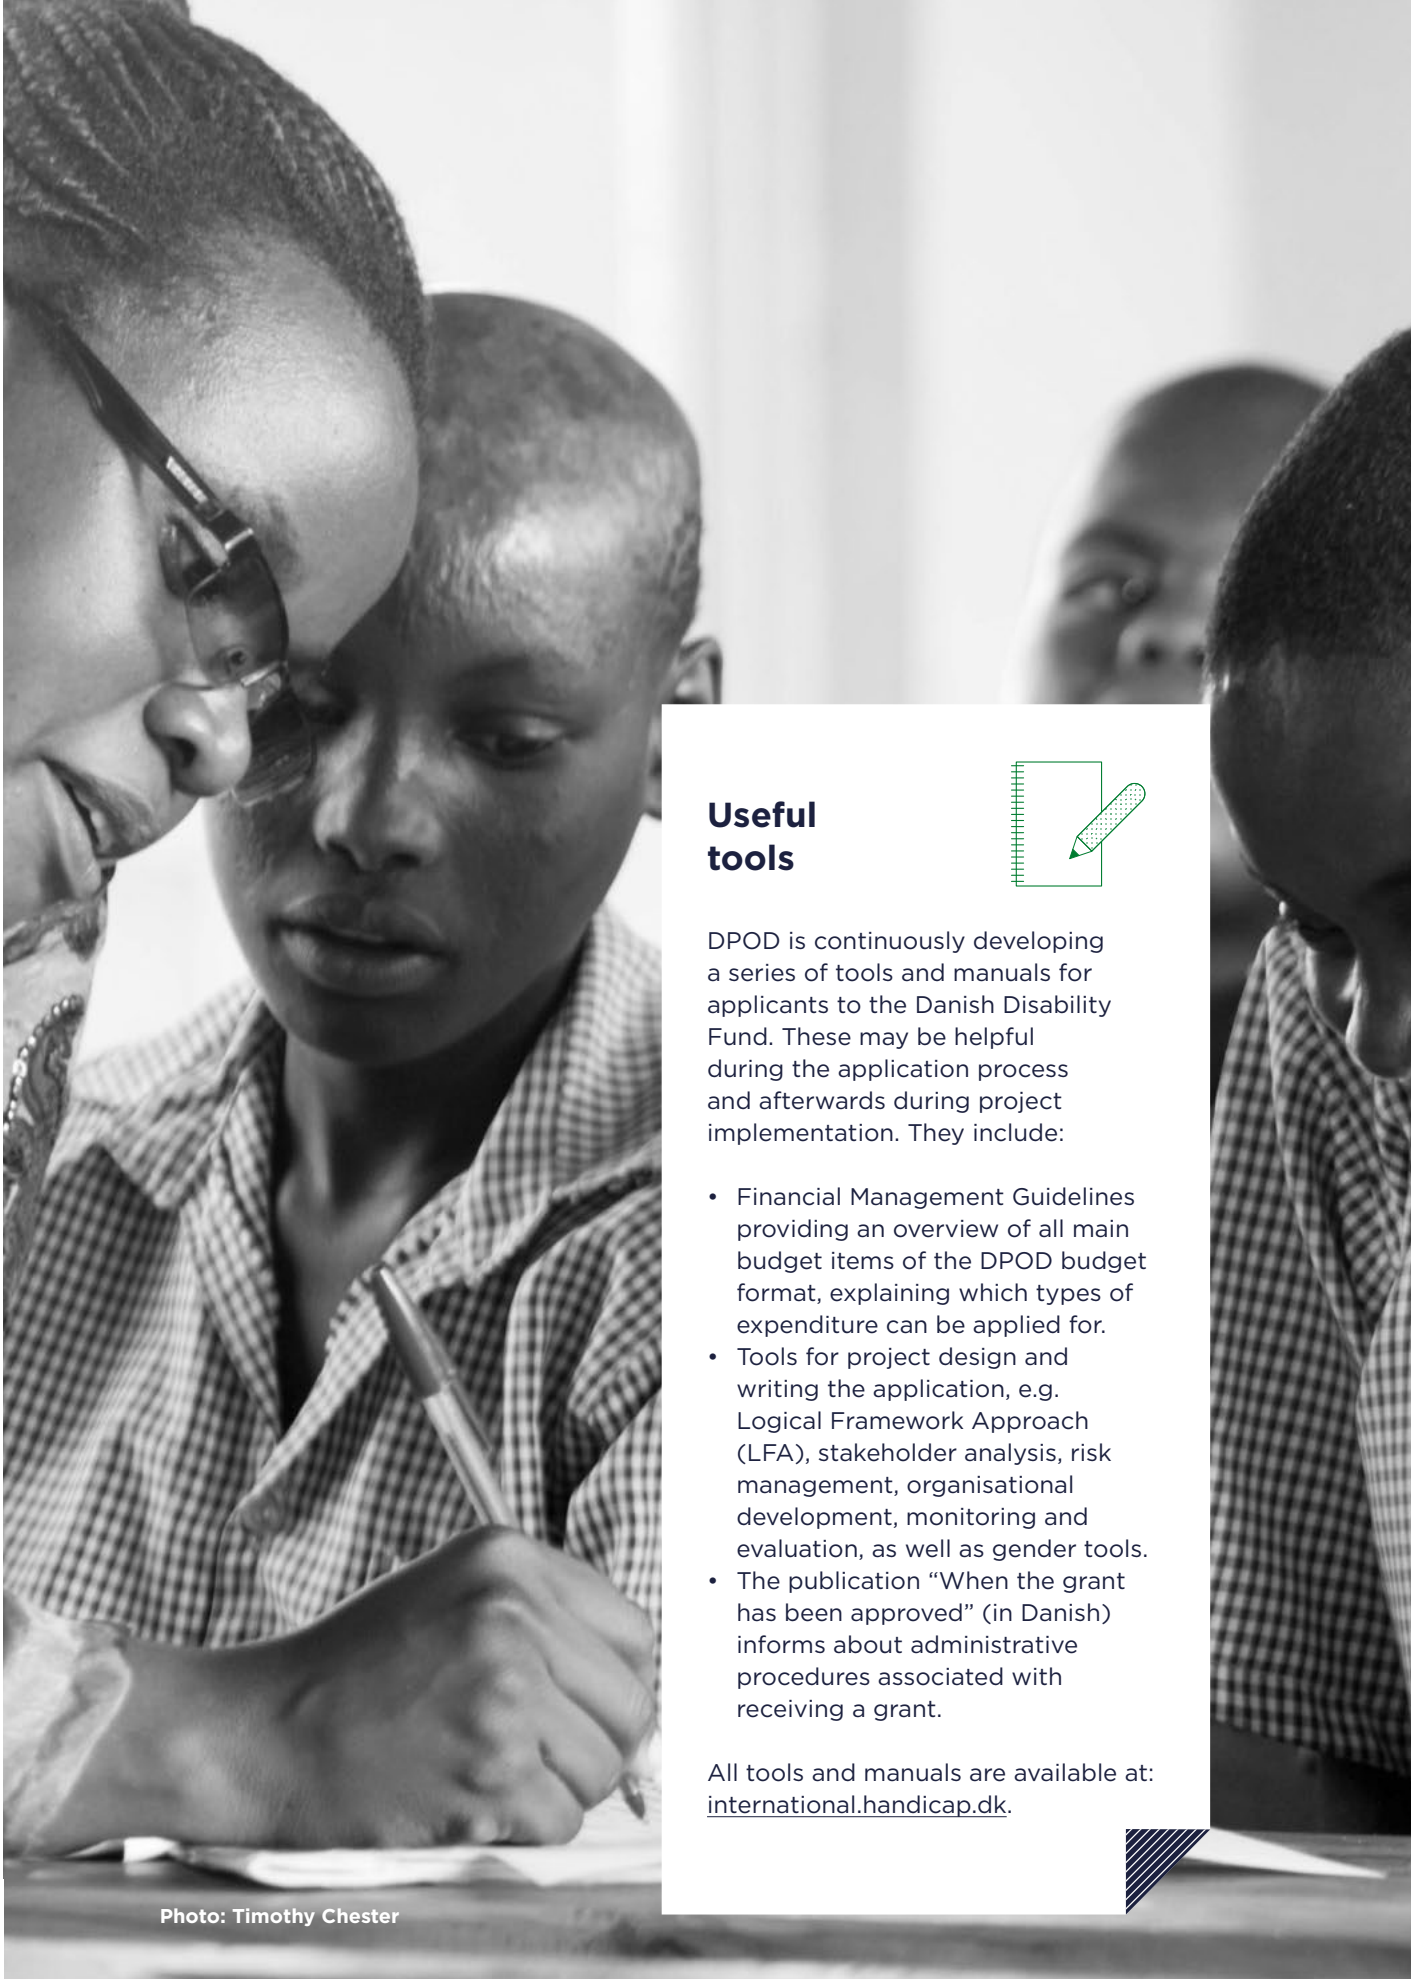 Useful
tools
DPOD is continuously developing
a series of tools and manuals for
applicants to the Danish Disability
Fund. These may be helpful
during the application process
and afterwards during project
implementation. They include:
• Financial Management Guidelines
providing an overview of all main
budget items of the DPOD budget
format, explaining which types of
expenditure can be applied for.
• Tools for project design and
writing the application, e.g.
Logical Framework Approach
(LFA), stakeholder analysis, risk
management, organisational
development, monitoring and
evaluation, as well as gender tools.
• The publication “When the grant
has been approved” (in Danish)
informs about administrative
procedures associated with
receiving a grant.
All tools and manuals are available at:
international.handicap.dk.
Photo: Timothy Chester